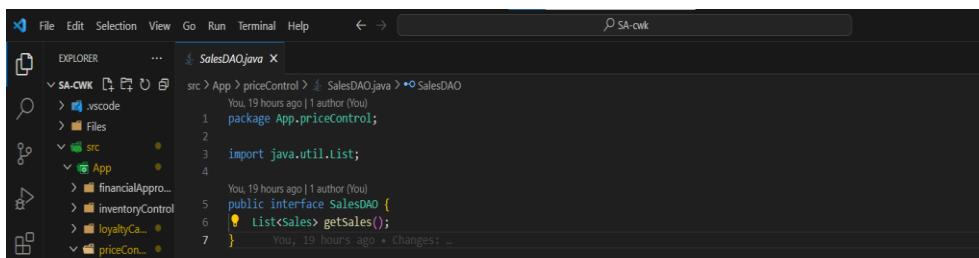 File Edit Selection View Go Run Terminal Help SA-cwk
EXPLORER ...
SA-CWK
.vscode
Files
src
App
financialAppro...
inventoryControl
loyaltyCa...
priceCon...
SalesDAO.java
src > App > priceControl > SalesDAO.java > SalesDAO
You, 19 hours ago | 1 author (You)
1 package App.priceControl;
2
3 import java.util.List;
4
You, 19 hours ago | 1 author (You)
5 public interface SalesDAO {
6 List<Sales> getSales();
7 } You, 19 hours ago • Changes: …